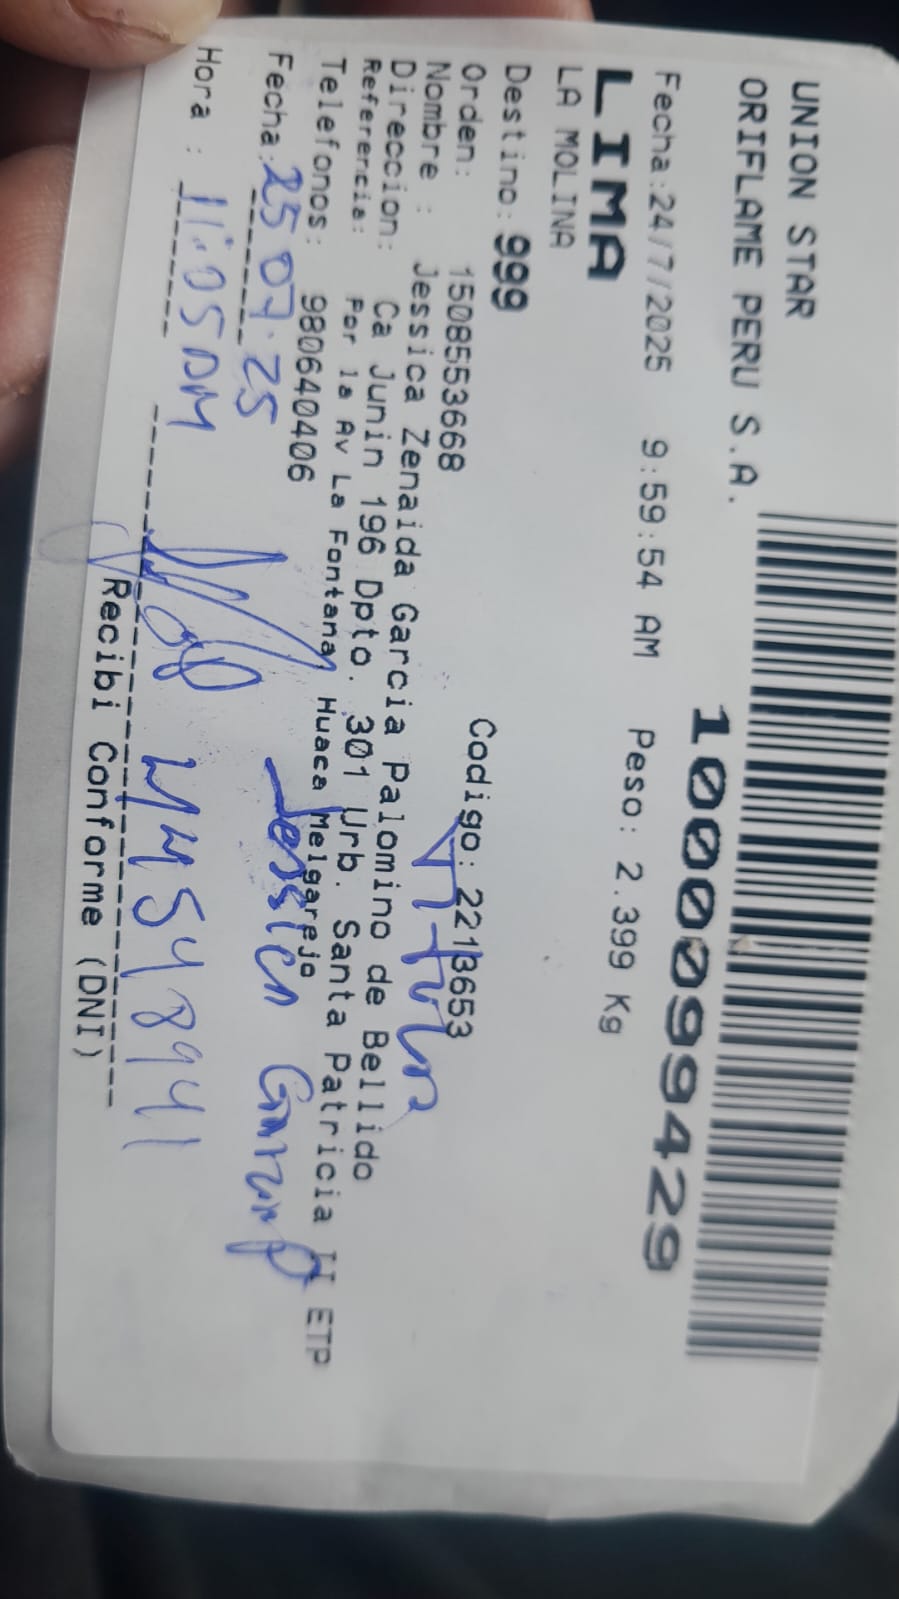 UNION STAR
ORIFLAME PERU S.A.
10000099429
Fecha:24/7/2025 9:59:54 AM Peso: 2.399 Kg
LIMA
LA MOLINA
Destino: 999
Orden: 1508553668 Codigo: 2213653
Nombre : Jessica Zenaida Garcia Palomino de Bellido
Direccion: Ca Junin 196 Dpto. 301 Urb. Santa Patricia II ETP
Referencia: Por la Av La Fontana, Huaca Melgarejo
Telefonos: 980640406
Fecha: 25 07.25 Jessica Garcia
Hora : 11:05 AM 44548941
Recibi Conforme (DNI)